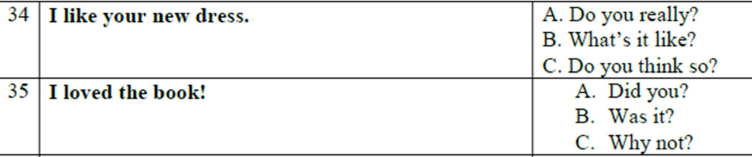 34 I like your new dress. A. Do you really?
B. What's it like?
C. Do you think so?
35 I loved the book! A. Did you?
B. Was it?
C. Why not?